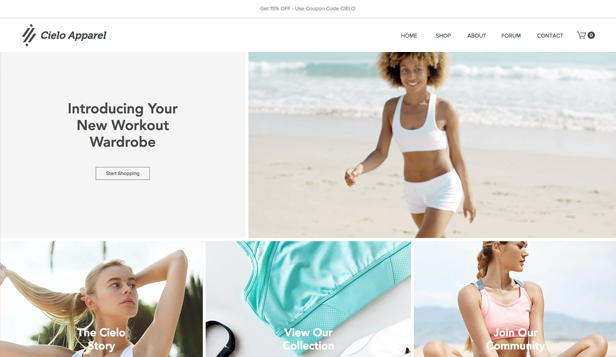 Get 15% OFF - Use Coupon Code CIELO
Cielo Apparel
HOME
SHOP
ABOUT
FORUM
CONTACT
0
Introducing Your
New Workout
Wardrobe
Start Shopping
The Cielo
Story
View Our
Collection
Join Our
Community